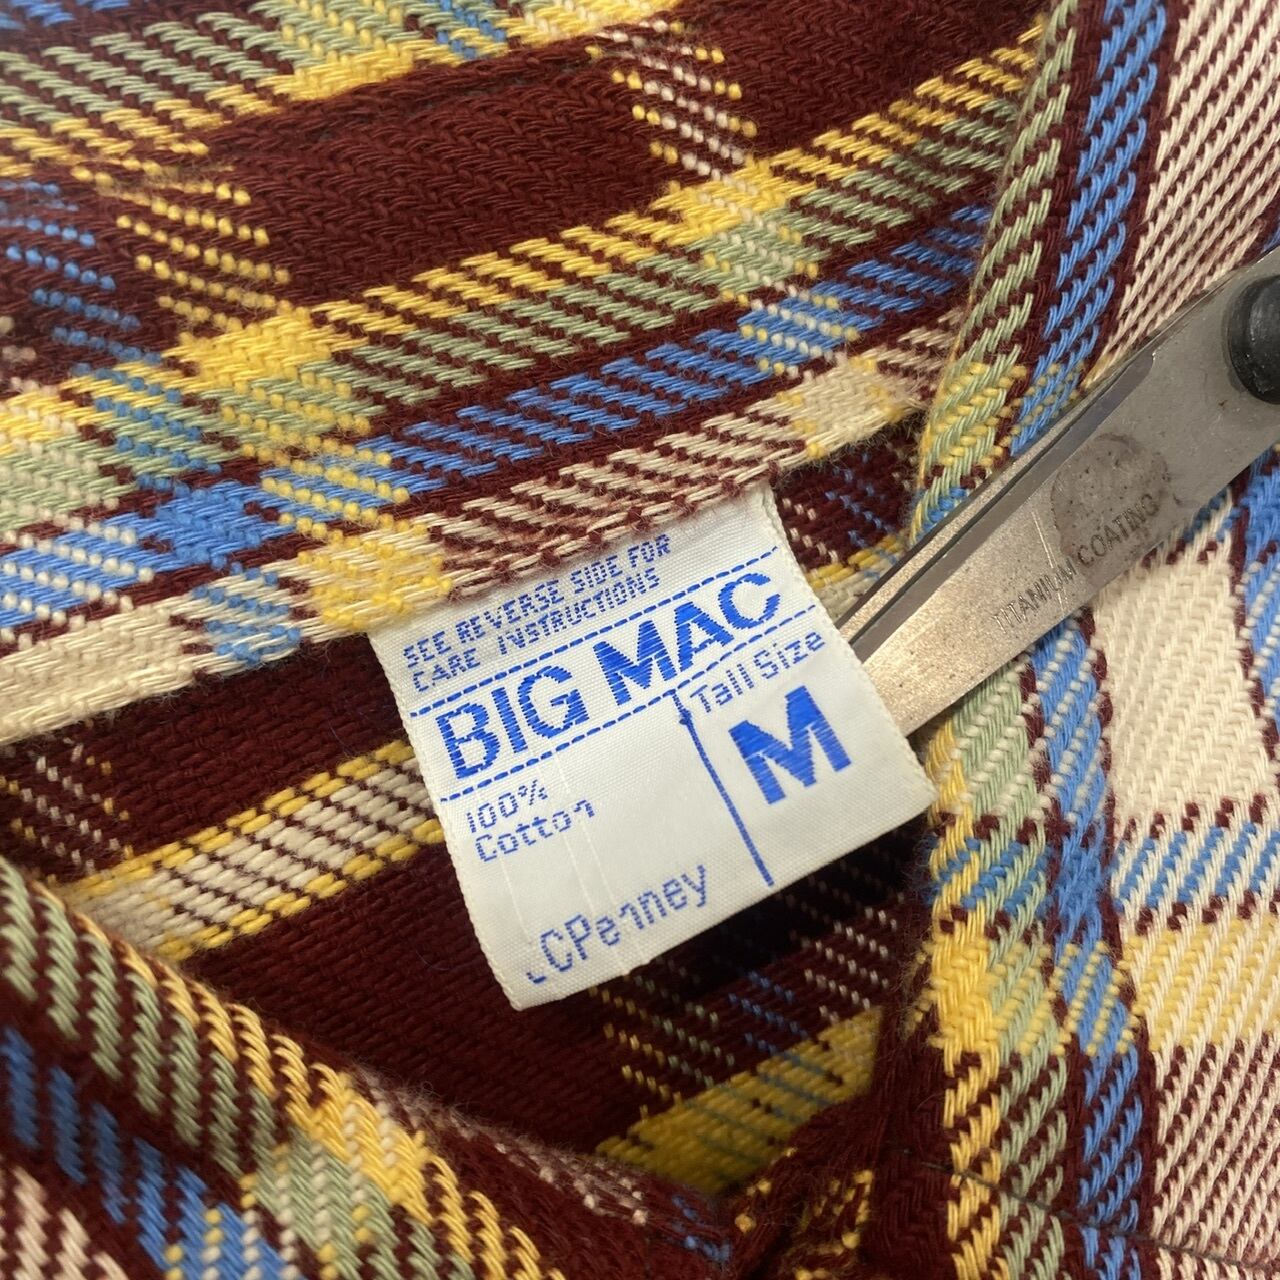 SEE REVERSE SIDE FOR
CARE INSTRUCTIONS
BIG MAC
Tall Size
M
100%
Cotton
JCPenney
TITANIUM COATING